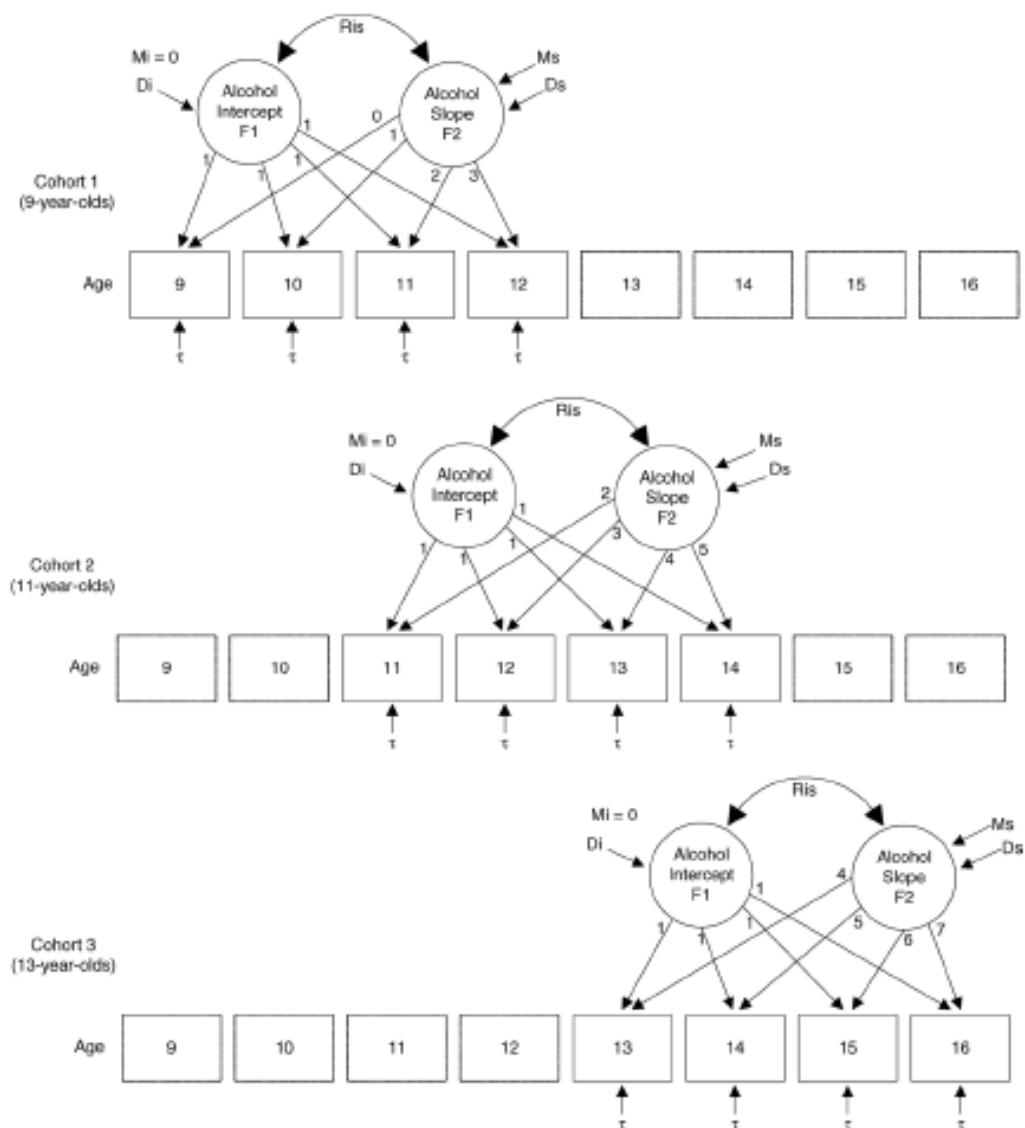 Ris
Mi = 0
Ms
Di
Ds
Alcohol
Intercept
F1
Alcohol
Slope
F2
0
1
1
1
1
1
2
3
Cohort 1
(9-year-olds)
Age
9
10
11
12
13
14
15
16
τ
τ
τ
τ
Ris
Mi = 0
Ms
Di
Ds
Alcohol
Intercept
F1
Alcohol
Slope
F2
2
1
3
1
1
1
4
5
Cohort 2
(11-year-olds)
Age
9
10
11
12
13
14
15
16
τ
τ
τ
τ
Ris
Mi = 0
Ms
Di
Ds
Alcohol
Intercept
F1
Alcohol
Slope
F2
4
1
5
1
1
1
6
7
Cohort 3
(13-year-olds)
Age
9
10
11
12
13
14
15
16
τ
τ
τ
τ